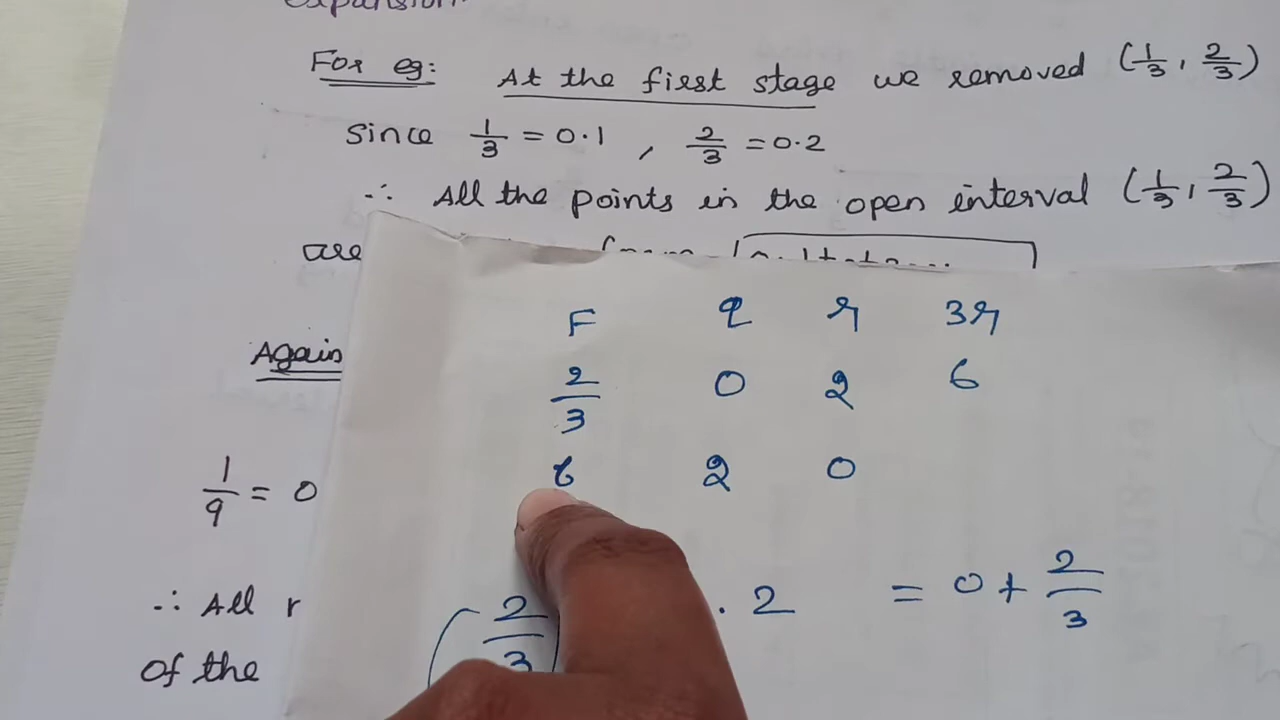 expansion.
For eg: At the first stage we removed (1/3, 2/3)
Since 1/3 = 0.1 , 2/3 = 0.2
∴ All the points in the open interval (1/3, 2/3)
are
Again
1/9 = 0
∴ All
of the
F q r 3r
2/3 0 2 6
6 2 0
(2/3 . 2 = 0 + 2/3